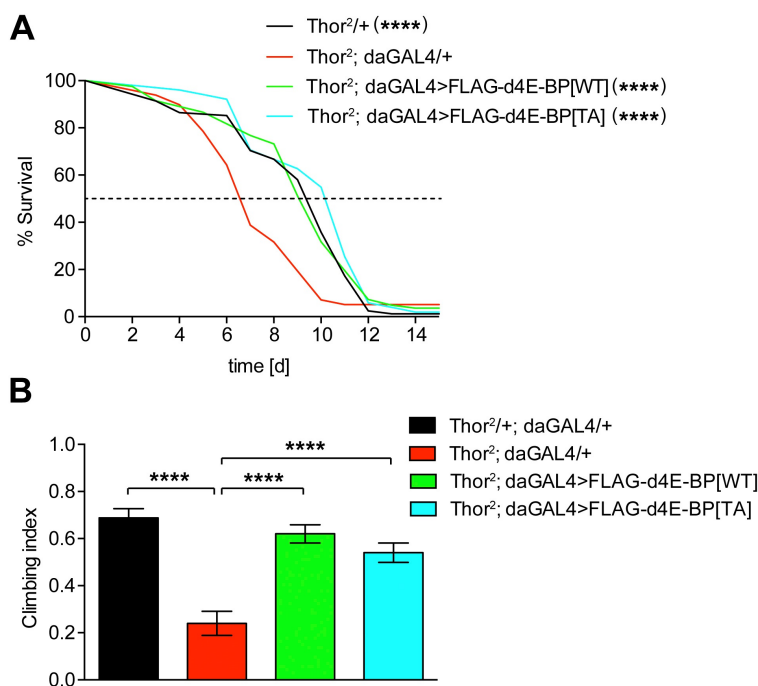 A
Thor²/+ (****)
Thor²; daGAL4/+
Thor²; daGAL4>FLAG-d4E-BP[WT] (****)
Thor²; daGAL4>FLAG-d4E-BP[TA] (****)
100
80
60
40
20
0
% Survival
0 2 4 6 8 10 12 14
time [d]
B
Thor²/+; daGAL4/+
Thor²; daGAL4/+
Thor²; daGAL4>FLAG-d4E-BP[WT]
Thor²; daGAL4>FLAG-d4E-BP[TA]
****
**** ****
1.0
0.8
0.6
0.4
0.2
0.0
Climbing index